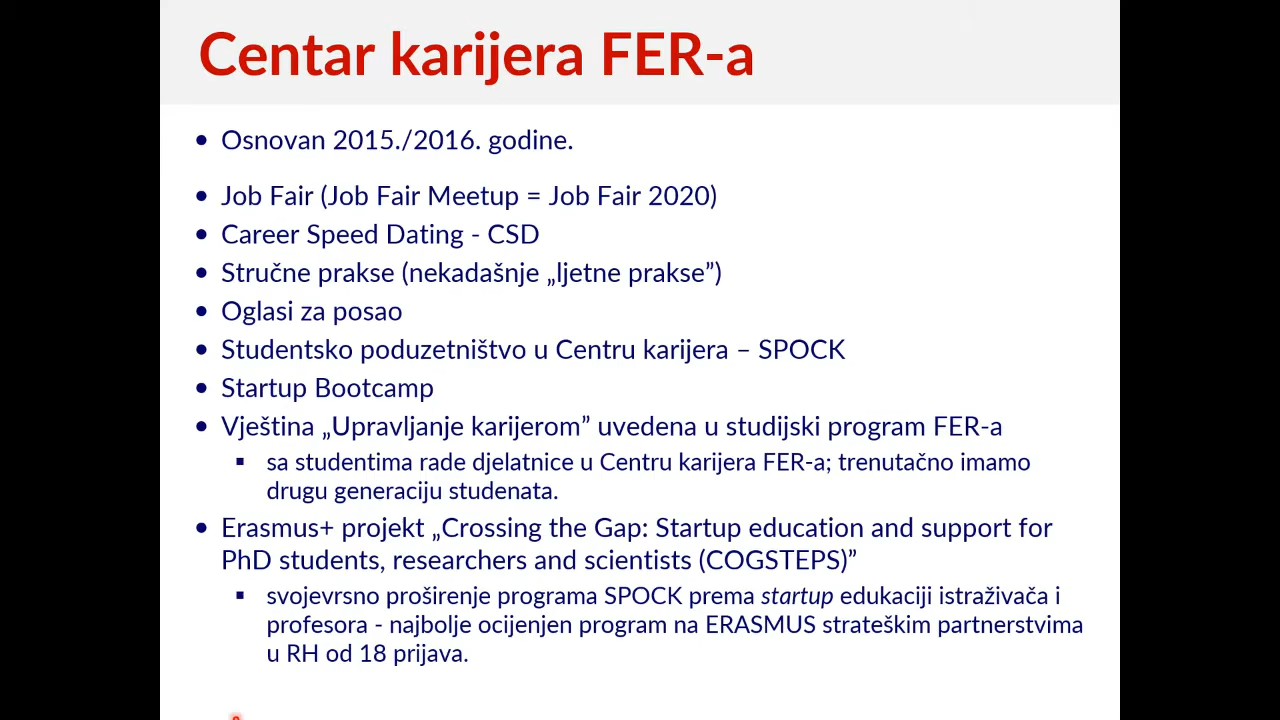 Centar karijera FER-a
• Osnovan 2015./2016. godine.
• Job Fair (Job Fair Meetup = Job Fair 2020)
• Career Speed Dating - CSD
• Stručne prakse (nekadašnje „ljetne prakse”)
• Oglasi za posao
• Studentsko poduzetništvo u Centru karijera – SPOCK
• Startup Bootcamp
• Vještina „Upravljanje karijerom” uvedena u studijski program FER-a
▪ sa studentima rade djelatnice u Centru karijera FER-a; trenutačno imamo
drugu generaciju studenata.
• Erasmus+ projekt „Crossing the Gap: Startup education and support for
PhD students, researchers and scientists (COGSTEPS)”
▪ svojevrsno proširenje programa SPOCK prema startup edukaciji istraživača i
profesora - najbolje ocijenjen program na ERASMUS strateškim partnerstvima
u RH od 18 prijava.